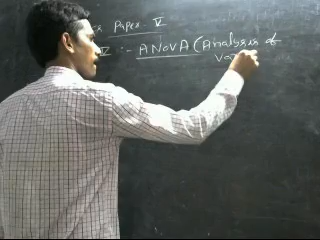 Paper - V
V :- ANOVA (Analysis of
Va